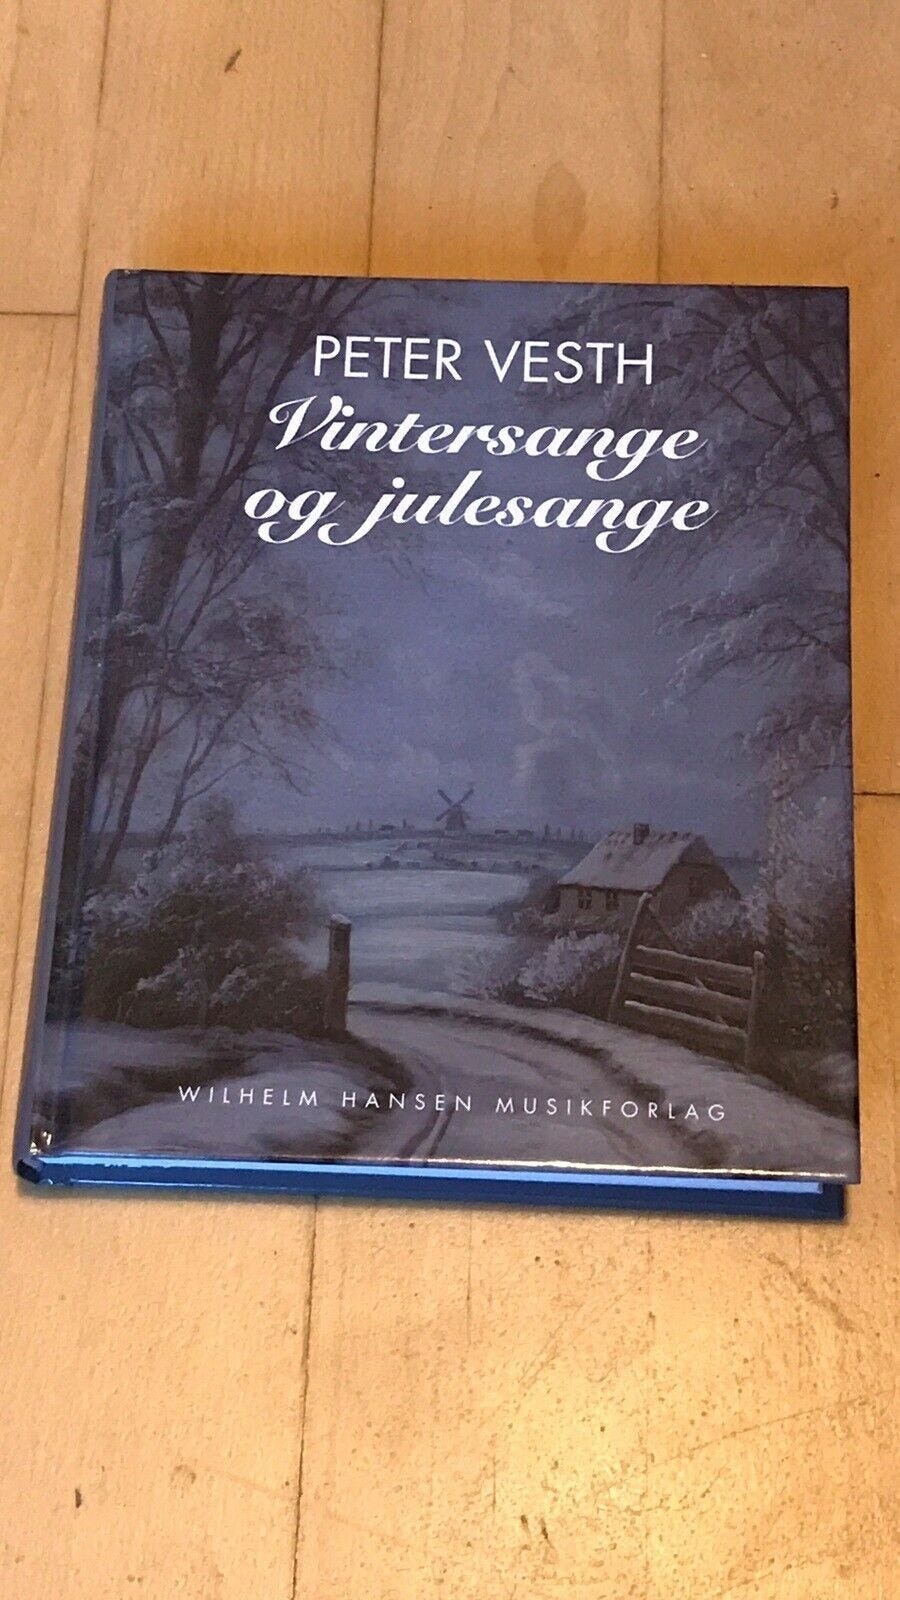 PETER VESTH
Vintersange
og julesange
WILHELM HANSEN MUSIKFORLAG